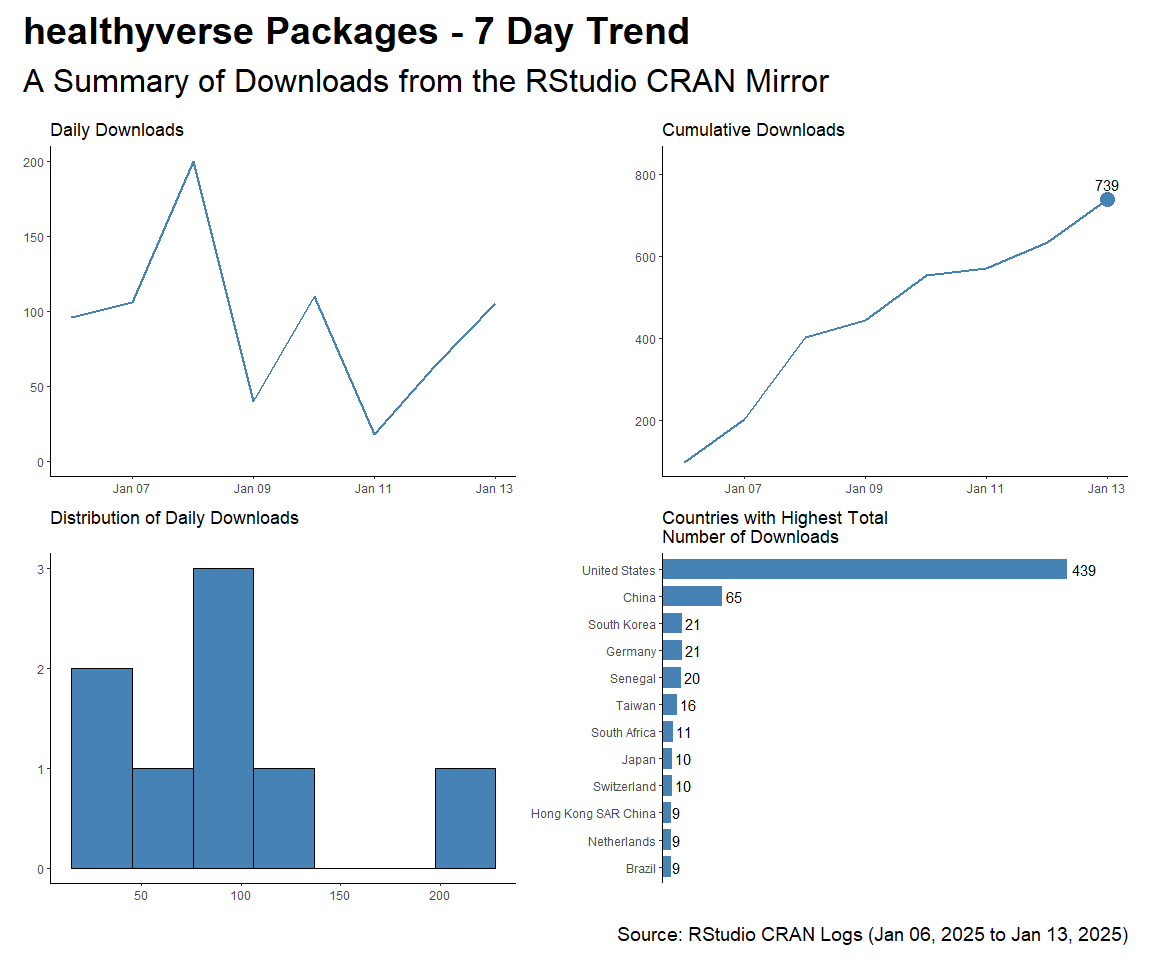 healthyverse Packages - 7 Day Trend
A Summary of Downloads from the RStudio CRAN Mirror
Daily Downloads
200
150
100
50
0
Jan 07
Jan 09
Jan 11
Jan 13
Cumulative Downloads
800
600
400
200
739
Jan 07
Jan 09
Jan 11
Jan 13
Distribution of Daily Downloads
3
2
1
0
50
100
150
200
Countries with Highest Total
Number of Downloads
United States 439
China 65
South Korea 21
Germany 21
Senegal 20
Taiwan 16
South Africa 11
Japan 10
Switzerland 10
Hong Kong SAR China 9
Netherlands 9
Brazil 9
Source: RStudio CRAN Logs (Jan 06, 2025 to Jan 13, 2025)